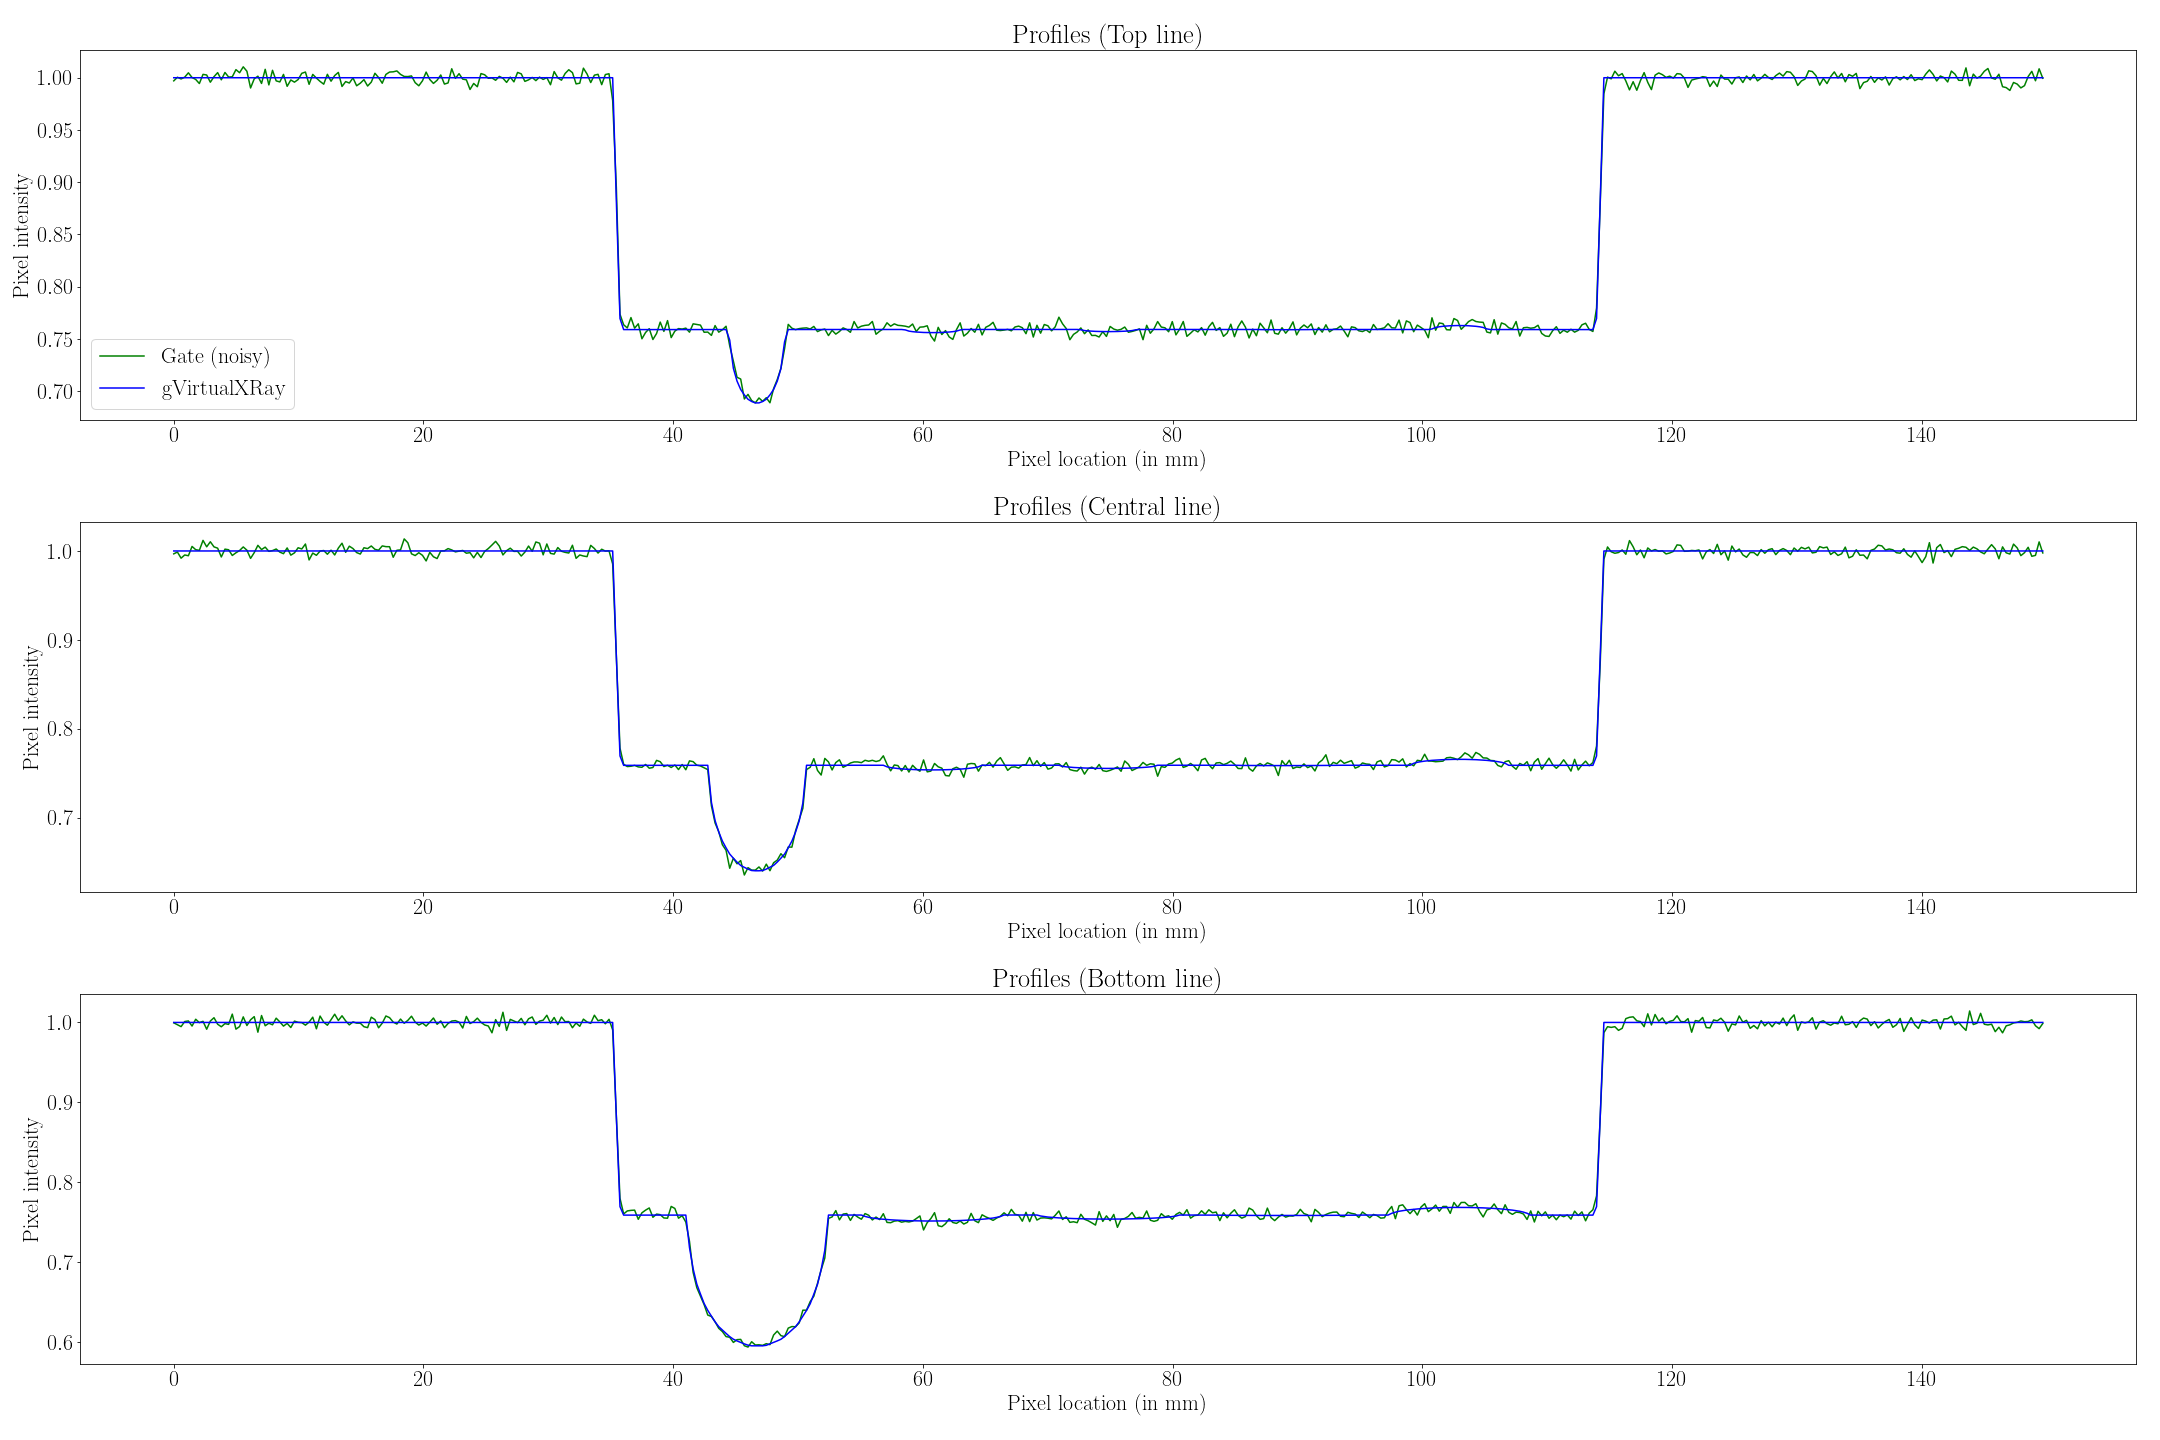 Profiles (Top line)
Pixel intensity
1.00
0.95
0.90
0.85
0.80
0.75
0.70
Gate (noisy)
gVirtualXRay
0 20 40 60 80 100 120 140
Pixel location (in mm)
Profiles (Central line)
Pixel intensity
1.0
0.9
0.8
0.7
0 20 40 60 80 100 120 140
Pixel location (in mm)
Profiles (Bottom line)
Pixel intensity
1.0
0.9
0.8
0.7
0.6
0 20 40 60 80 100 120 140
Pixel location (in mm)